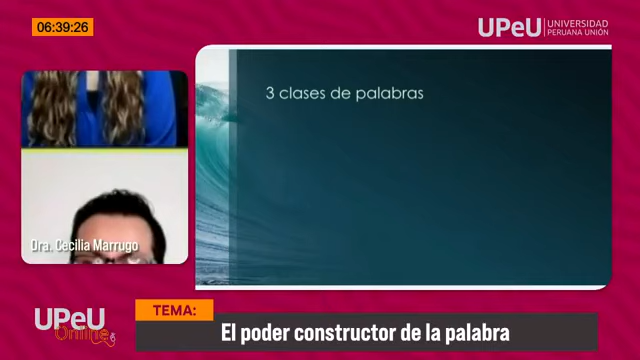 06:39:26
UPeU UNIVERSIDAD
PERUANA UNIÓN
3 clases de palabras
Dra. Cecilia Marrugo
UPeU
Online
TEMA:
El poder constructor de la palabra